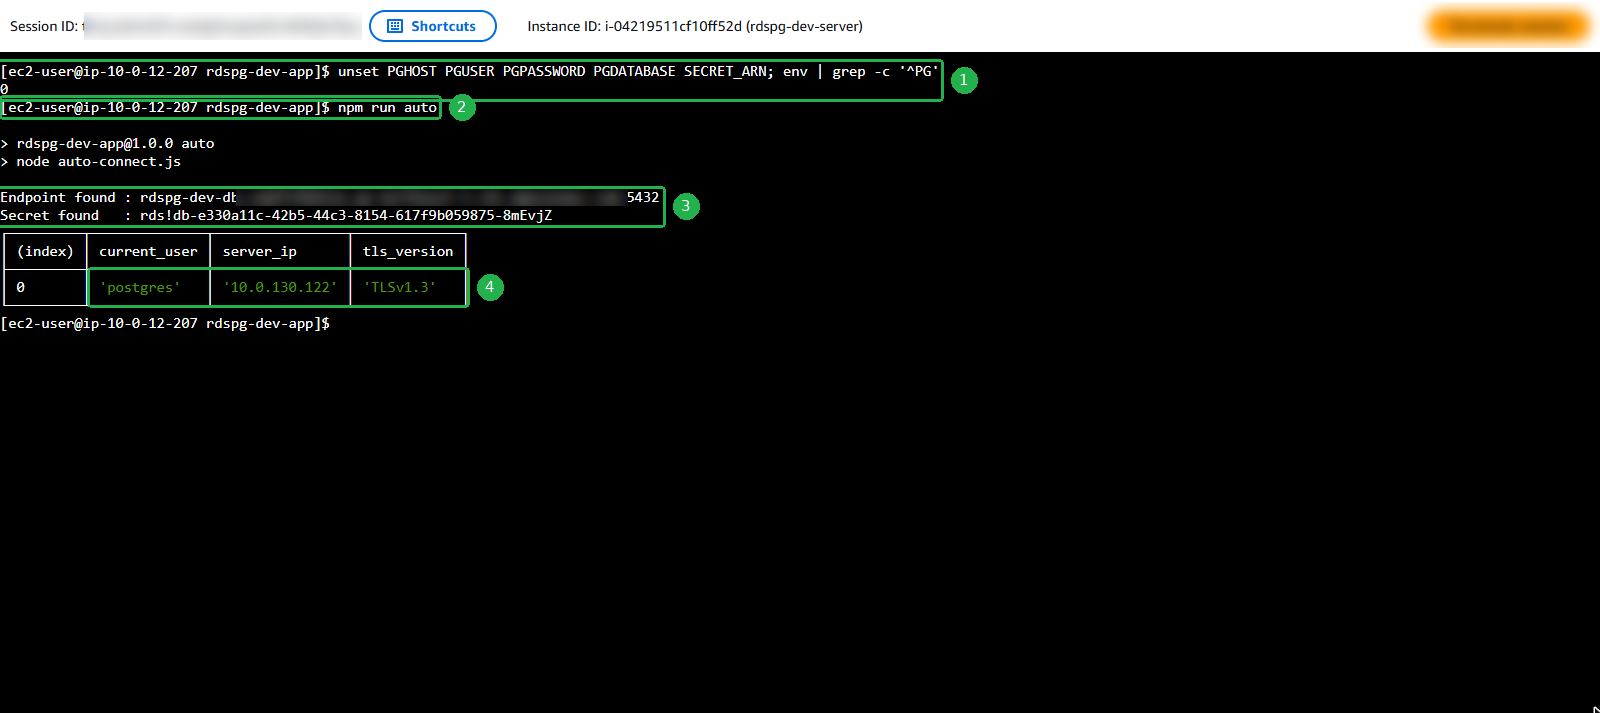 Session ID:
Shortcuts
Instance ID: i-04219511cf10ff52d (rdspg-dev-server)
[ec2-user@ip-10-0-12-207 rdspg-dev-app]$ unset PGHOST PGUSER PGPASSWORD PGDATABASE SECRET_ARN; env | grep -c '^PG'
1
0
[ec2-user@ip-10-0-12-207 rdspg-dev-app]$ npm run auto
2
> rdspg-dev-app@1.0.0 auto
> node auto-connect.js
Endpoint found : rdspg-dev-db 5432
Secret found   : rds!db-e330a11c-42b5-44c3-8154-617f9b059875-8mEvjZ
3
(index) current_user server_ip tls_version
0 'postgres' '10.0.130.122' 'TLSv1.3'
4
[ec2-user@ip-10-0-12-207 rdspg-dev-app]$